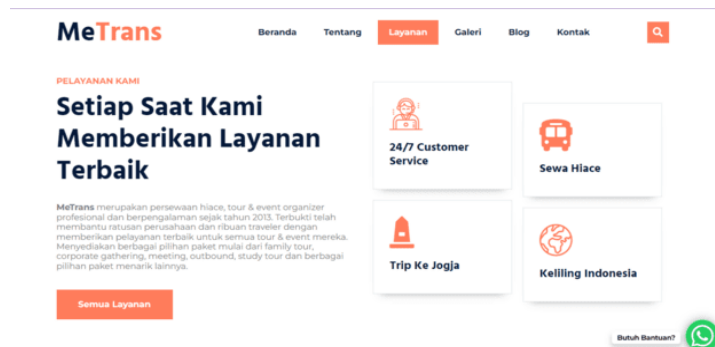 MeTrans
Beranda Tentang Layanan Galeri Blog Kontak
PELAYANAN KAMI
Setiap Saat Kami
Memberikan Layanan
Terbaik
MeTrans merupakan persewaan hiace, tour & event organizer
profesional dan berpengalaman sejak tahun 2013. Terbukti telah
membantu ratusan perusahaan dan ribuan traveler dengan
memberikan pelayanan terbaik untuk semua tour & event mereka.
Menyediakan berbagai pilihan paket mulai dari family tour,
corporate gathering, meeting, outbound, study tour dan berbagai
pilihan paket menarik lainnya.
Semua Layanan
24/7 Customer
Service
Sewa Hiace
Trip Ke Jogja
Keliling Indonesia
Butuh Bantuan?